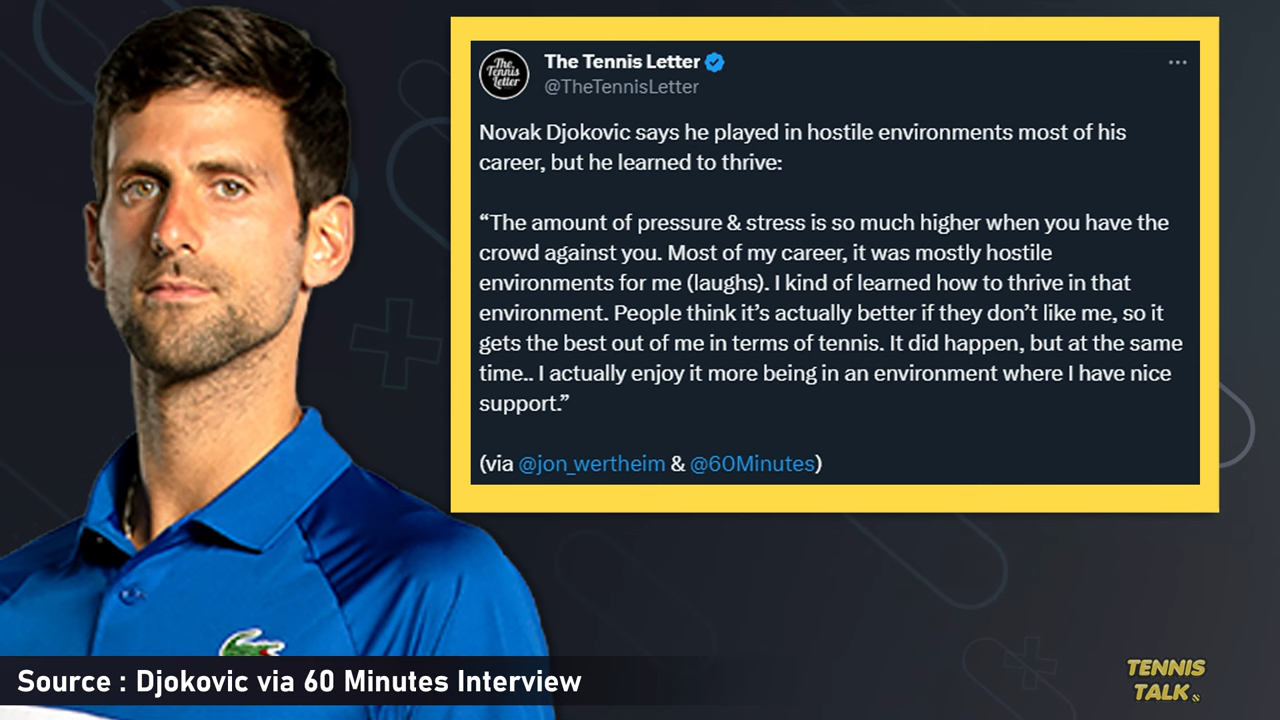 The Tennis Letter
The Tennis Letter
@TheTennisLetter
Novak Djokovic says he played in hostile environments most of his
career, but he learned to thrive:
“The amount of pressure & stress is so much higher when you have the
crowd against you. Most of my career, it was mostly hostile
environments for me (laughs). I kind of learned how to thrive in that
environment. People think it’s actually better if they don’t like me, so it
gets the best out of me in terms of tennis. It did happen, but at the same
time.. I actually enjoy it more being in an environment where I have nice
support.”
(via @jon_wertheim & @60Minutes)
Source : Djokovic via 60 Minutes Interview
TENNIS
TALK